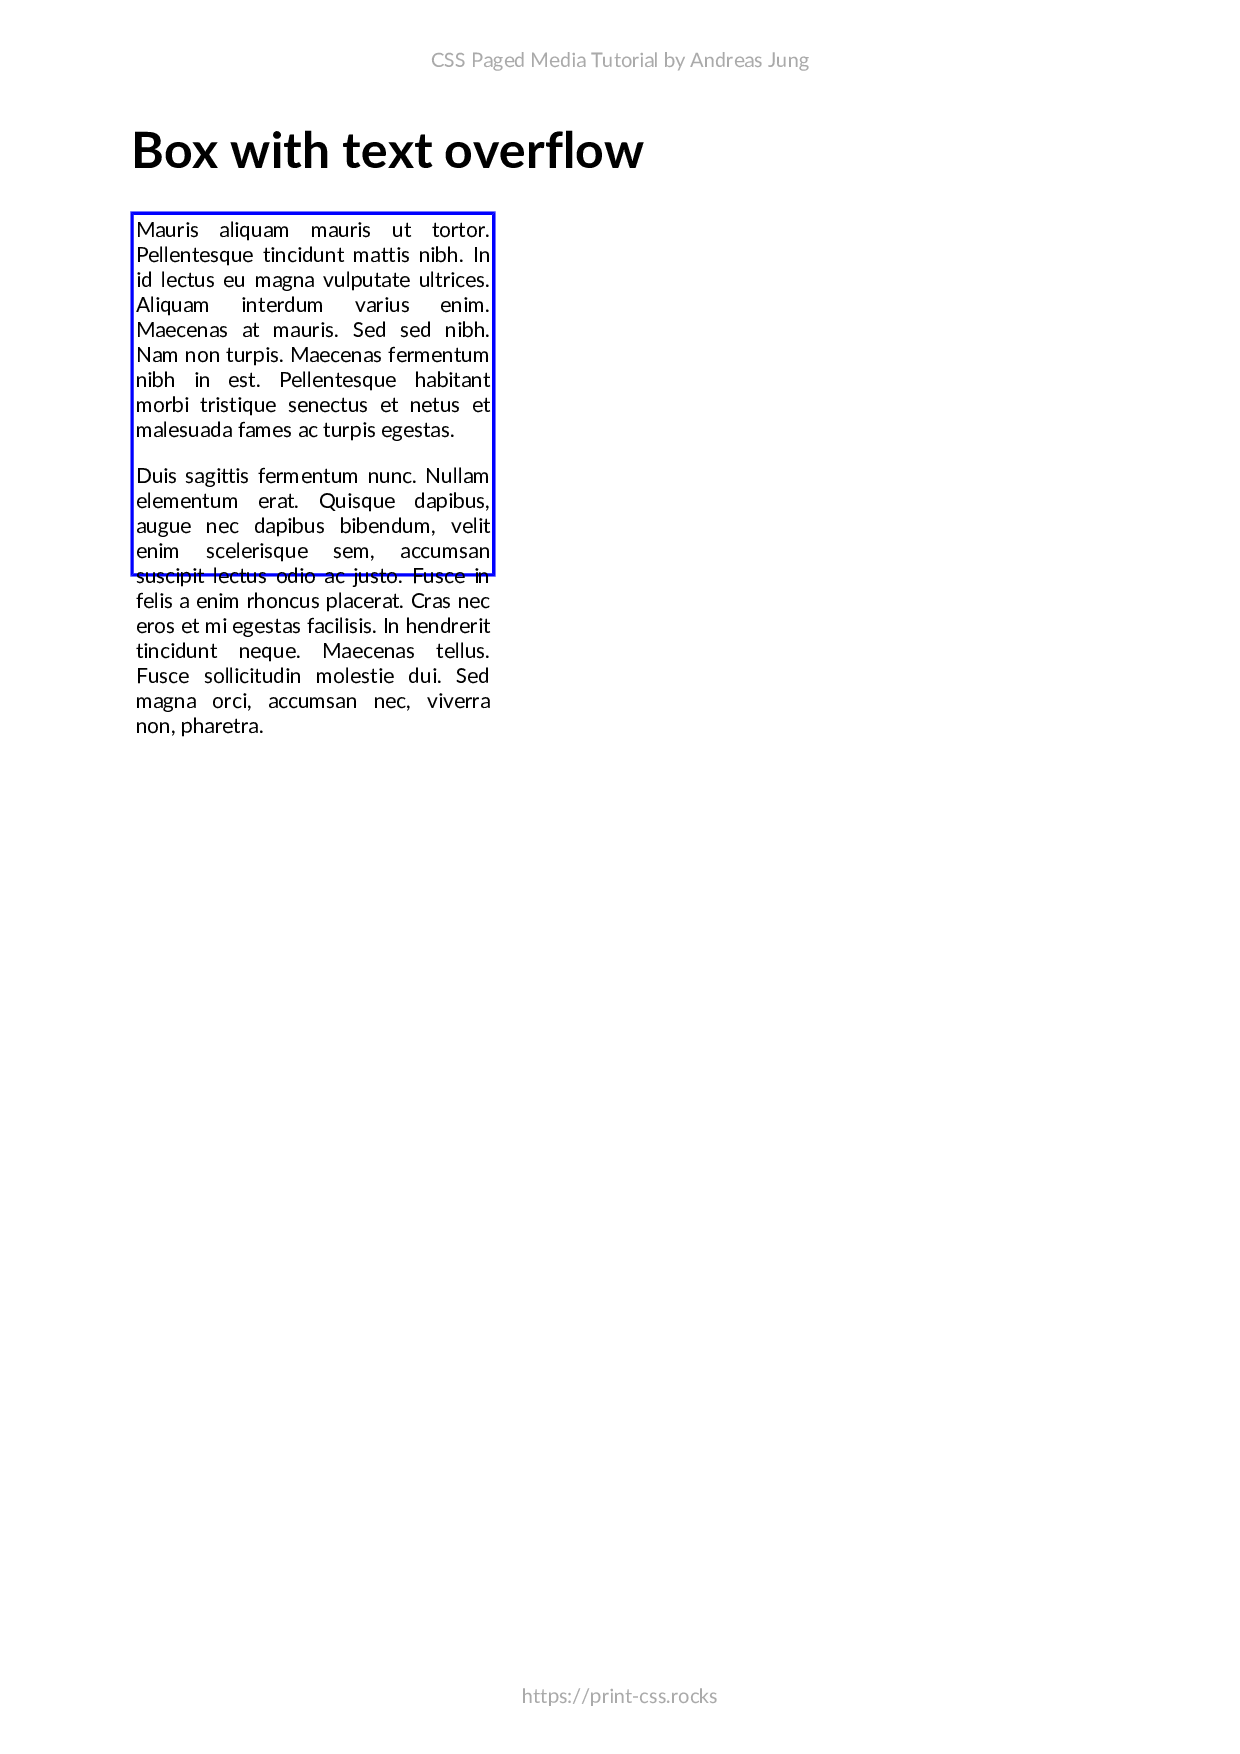 CSS Paged Media Tutorial by Andreas Jung
Box with text overflow
Mauris aliquam mauris ut tortor.
Pellentesque tincidunt mattis nibh. In
id lectus eu magna vulputate ultrices.
Aliquam interdum varius enim.
Maecenas at mauris. Sed sed nibh.
Nam non turpis. Maecenas fermentum
nibh in est. Pellentesque habitant
morbi tristique senectus et netus et
malesuada fames ac turpis egestas.
Duis sagittis fermentum nunc. Nullam
elementum erat. Quisque dapibus,
augue nec dapibus bibendum, velit
enim scelerisque sem, accumsan
suscipit lectus odio ac justo. Fusce in
felis a enim rhoncus placerat. Cras nec
eros et mi egestas facilisis. In hendrerit
tincidunt neque. Maecenas tellus.
Fusce sollicitudin molestie dui. Sed
magna orci, accumsan nec, viverra
non, pharetra.
https://print-css.rocks